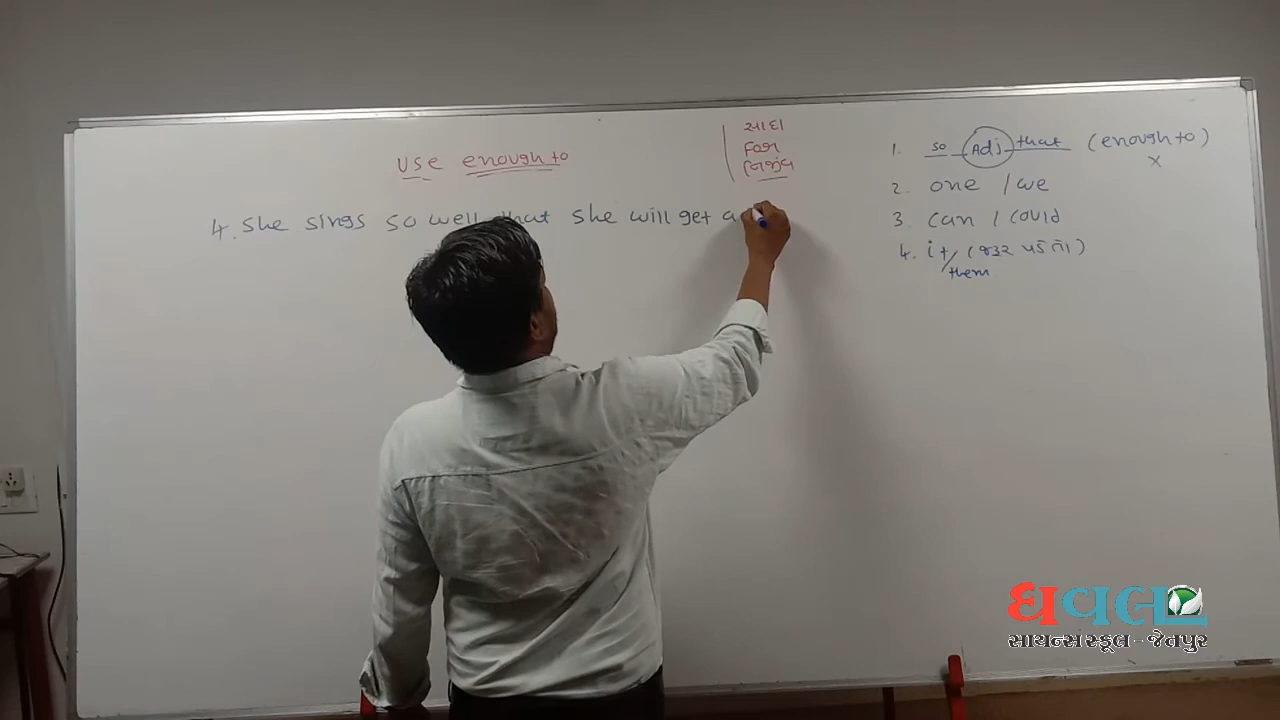 use enough to
સાદા
For
નિર્જીવ
4. She sings so well that she will get a
1. so Adj that (enough to)
x
2. one / we
3. can / could
4. it / (જરૂર પડે તો)
them
ધવલ
સાયન્સ સ્કૂલ - જેતપુર